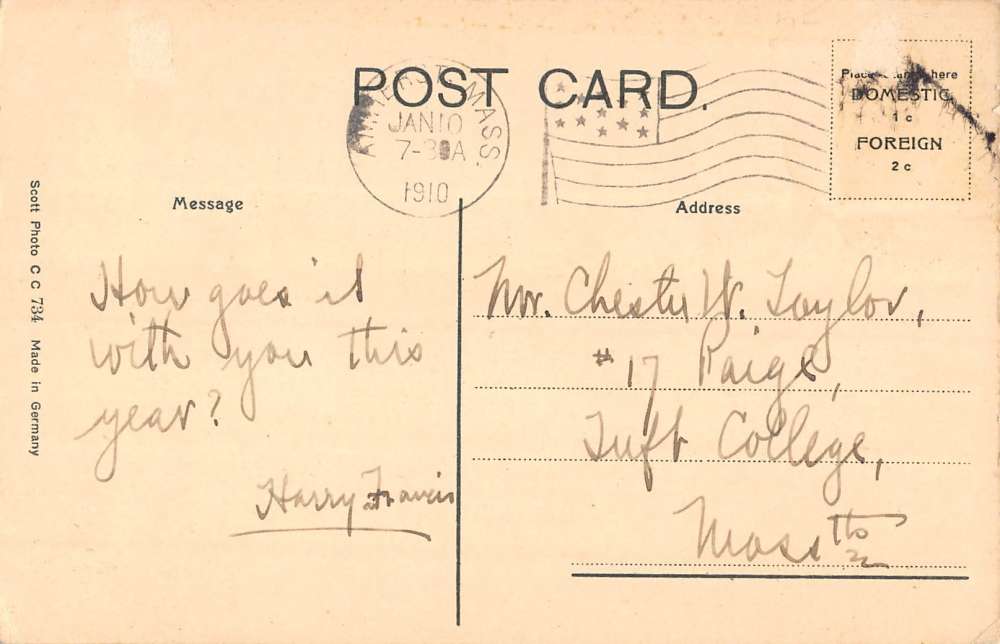 POST CARD.
AMHERST, MASS.
JAN 10
7-30A
1910
Place Stamp here
DOMESTIC
1 c
FOREIGN
2 c
Message
Address
Scott Photo C C 734 Made in Germany
How goes it
with you this
year?
Harry Francis
Mr. Chester W. Taylor,
#17 Paige,
Tuft College,
Mass